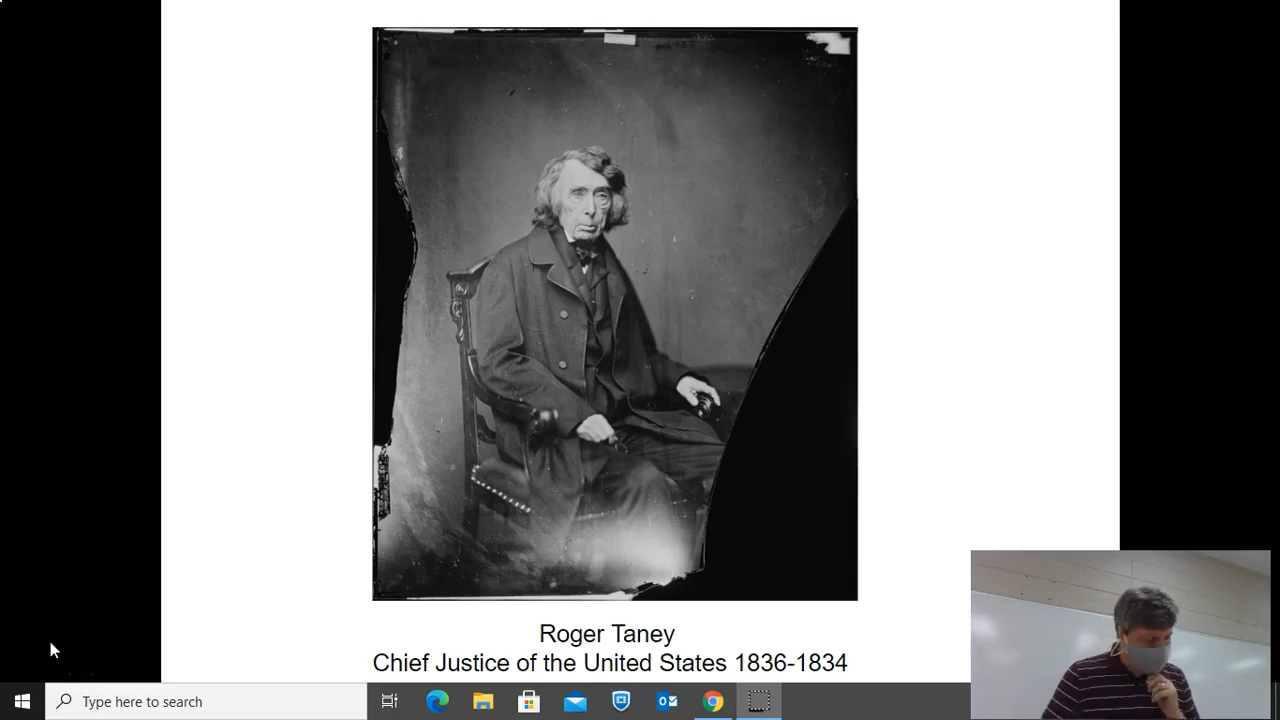 Roger Taney
Chief Justice of the United States 1836-1834
Type here to search